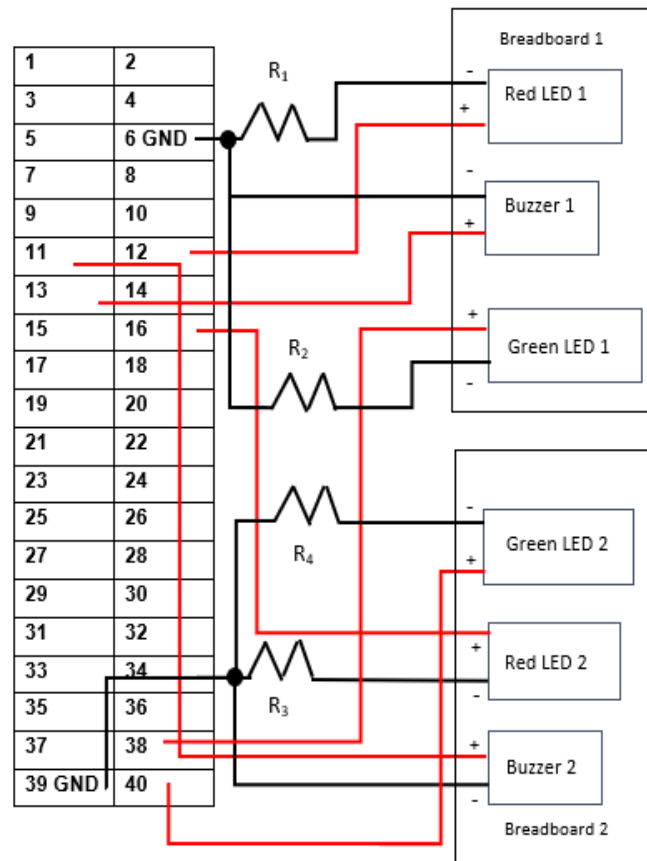 Breadboard 1
1 2
R1
- Red LED 1
+
3 4
5 6 GND
7 8
- Buzzer 1
+
9 10
11 12
13 14
15 16
+ Green LED 1
-
R2
17 18
19 20
21 22
23 24
25 26
- Green LED 2
+
R4
27 28
29 30
31 32
+ Red LED 2
-
33 34
R3
35 36
37 38
+ Buzzer 2
-
39 GND 40
Breadboard 2